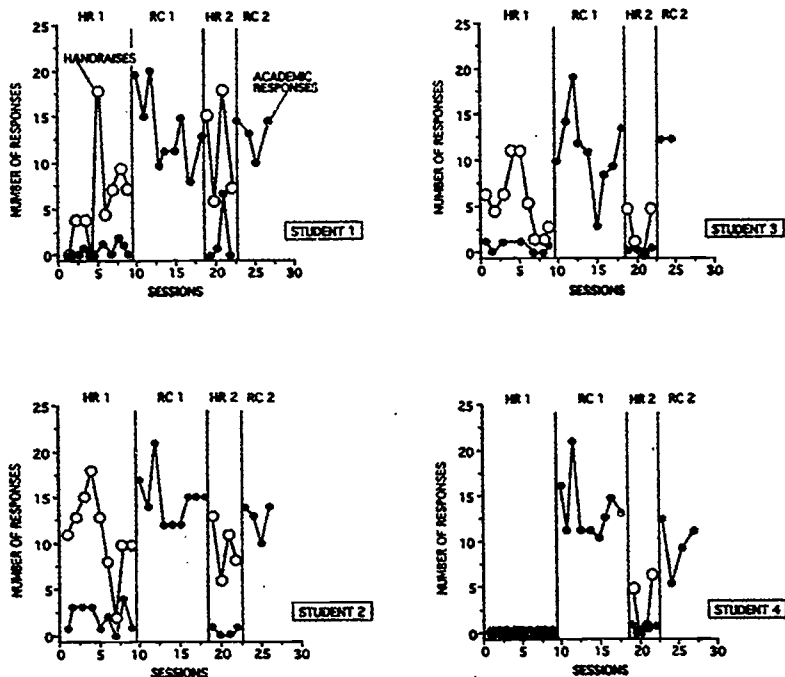 HR 1 RC 1 HR 2 RC 2
HANDRAISES
ACADEMIC
RESPONSES
NUMBER OF RESPONSES
25
20
15
10
5
0
STUDENT 1
0 5 10 15 20 25 30
SESSIONS
HR 1 RC 1 HR 2 RC 2
NUMBER OF RESPONSES
25
20
15
10
5
0
STUDENT 3
0 5 10 15 20 25 30
SESSIONS
HR 1 RC 1 HR 2 RC 2
NUMBER OF RESPONSES
25
20
15
10
5
0
STUDENT 2
0 5 10 15 20 25 30
SESSIONS
HR 1 RC 1 HR 2 RC 2
NUMBER OF RESPONSES
25
20
15
10
5
0
STUDENT 4
0 5 10 15 20 25 30
SESSIONS